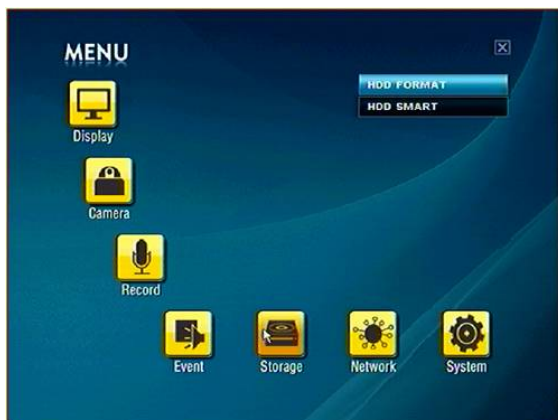 MENU
HDD FORMAT
HDD SMART
Display
Camera
Record
Event
Storage
Network
System